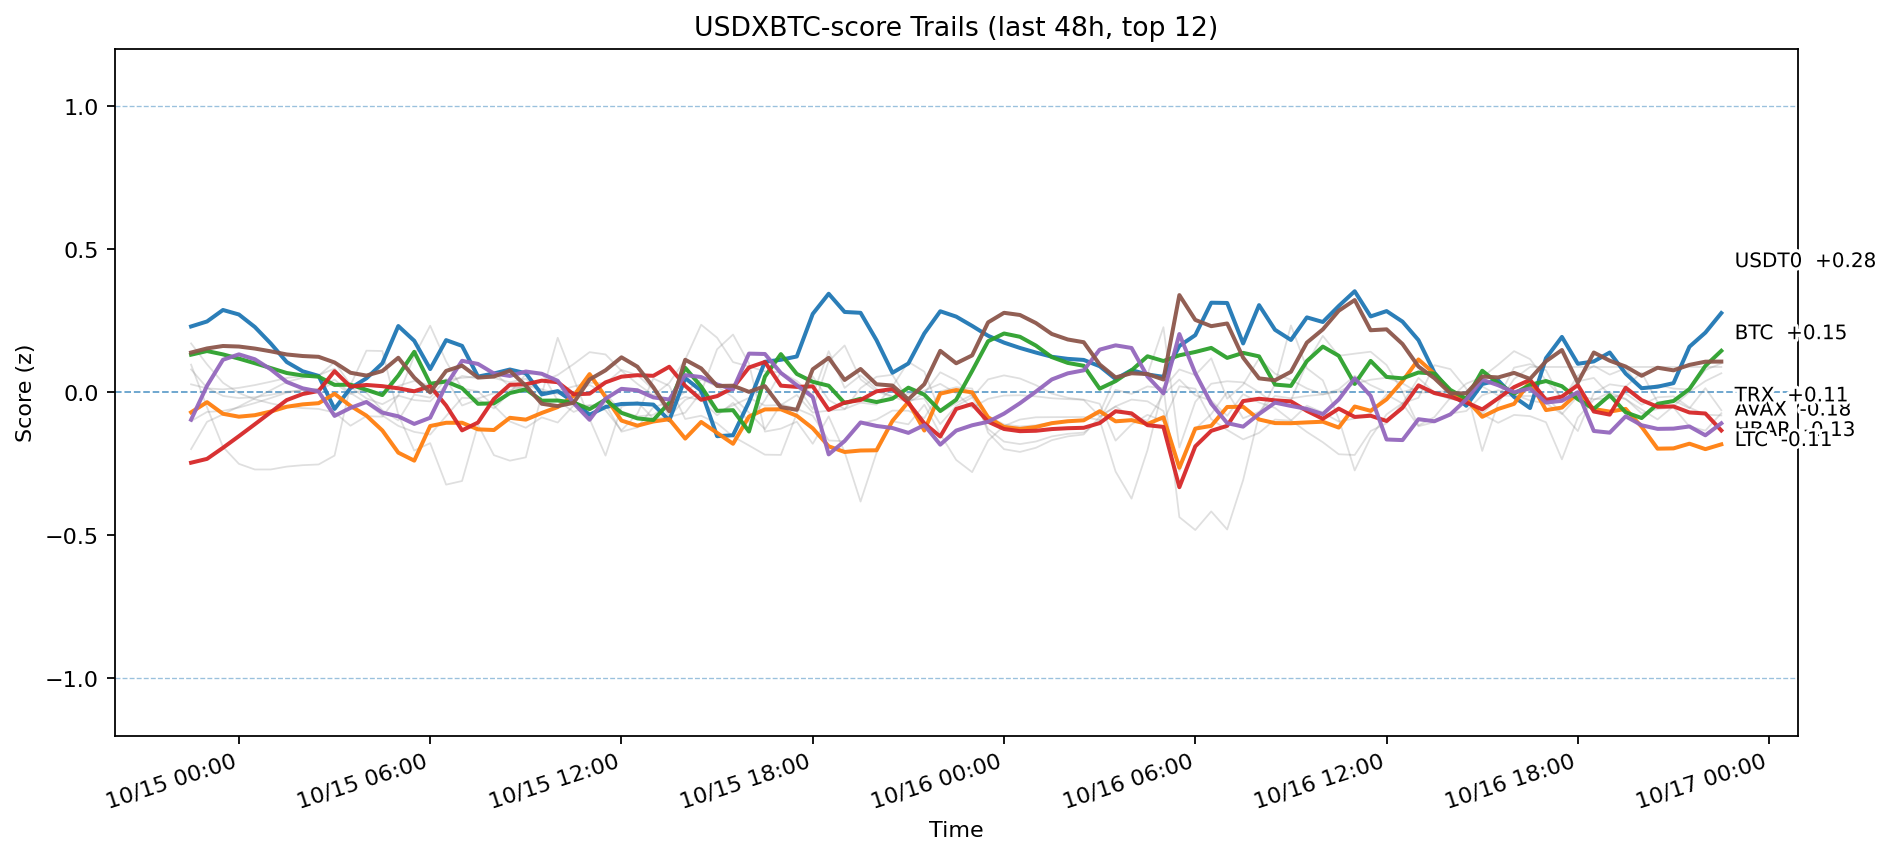 USDXBTC-score Trails (last 48h, top 12)
Score (z)
1.0
0.5
0.0
−0.5
−1.0
USDT0 +0.28
BTC +0.15
TRX +0.11
AVAX -0.18
HBAR -0.13
LTC -0.11
10/15 00:00
10/15 06:00
10/15 12:00
10/15 18:00
10/16 00:00
10/16 06:00
10/16 12:00
10/16 18:00
10/17 00:00
Time